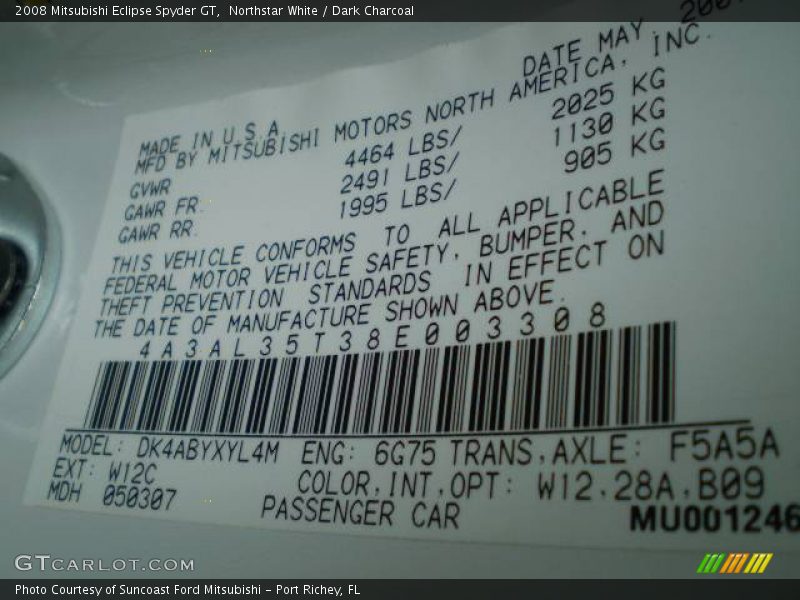 2008 Mitsubishi Eclipse Spyder GT, Northstar White / Dark Charcoal
MADE IN U.S.A. DATE MAY 2007
MFD BY MITSUBISHI MOTORS NORTH AMERICA, INC.
GVWR 4464 LBS/ 2025 KG
GAWR FR. 2491 LBS/ 1130 KG
GAWR RR. 1995 LBS/ 905 KG
THIS VEHICLE CONFORMS TO ALL APPLICABLE
FEDERAL MOTOR VEHICLE SAFETY, BUMPER, AND
THEFT PREVENTION STANDARDS IN EFFECT ON
THE DATE OF MANUFACTURE SHOWN ABOVE.
4A3AL35T38E003308
MODEL: DK4ABYXYL4M ENG: 6G75 TRANS,AXLE: F5A5A
EXT: W12C COLOR,INT,OPT: W12,28A,B09
MDH 050307 PASSENGER CAR
MU001246
GTCARLOT.COM
Photo Courtesy of Suncoast Ford Mitsubishi - Port Richey, FL